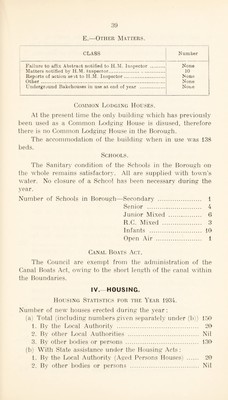 39
E.—OTHER MATTERS.
CLASS Number
Failure to affix Abstract notified to H.M. Inspector ............ None
Matters notified by H.M. Inspector ........................ 10
Reports of action sent to H.M. Inspector .................. None
Other .................. None
Underground Bakehouses in use at end of year .................. None
COMMON LODGING HOUSES.
At the present time the only building which has previously
been used as a Common Lodging House is disused, therefore
there is no Common Lodging House in the Borough.
The accommodation of the building when in use was 138
beds.
SCHOOLS.
The Sanitary condition of the Schools in the Borough on
the whole remains satisfactory. All are supplied with town's
water. No closure of a School has been necessary during the
year.
Number of Schools in Borough—Secondary ........................ 1
Senior ........................ 4
Junior Mixed ............... 6
R.C. Mixed .................. 3
Infants ........................ 10
Open Air ..................... 1
CANAL BOATS ACT.
The Council are exempt from the administration of the
Canal Boats Act, owing to the short length of the canal within
the Boundaries.
IV.—HOUSING.
HOUSING STATISTICS FOR THE YEAR 1934.
Number of new houses erected during the year:
(a) Total (including numbers given separately under (b)) 150
1. By the Local Authority ........................ 20
2. By other Local Authorities ..................... Nil
3. By other bodies or persons ..................... 130
(b) With State assistance under the Housing Acts:
1. By the Local Authority (Aged Persons Houses) ...... 20
2. By other bodies or persons ........................ Nil